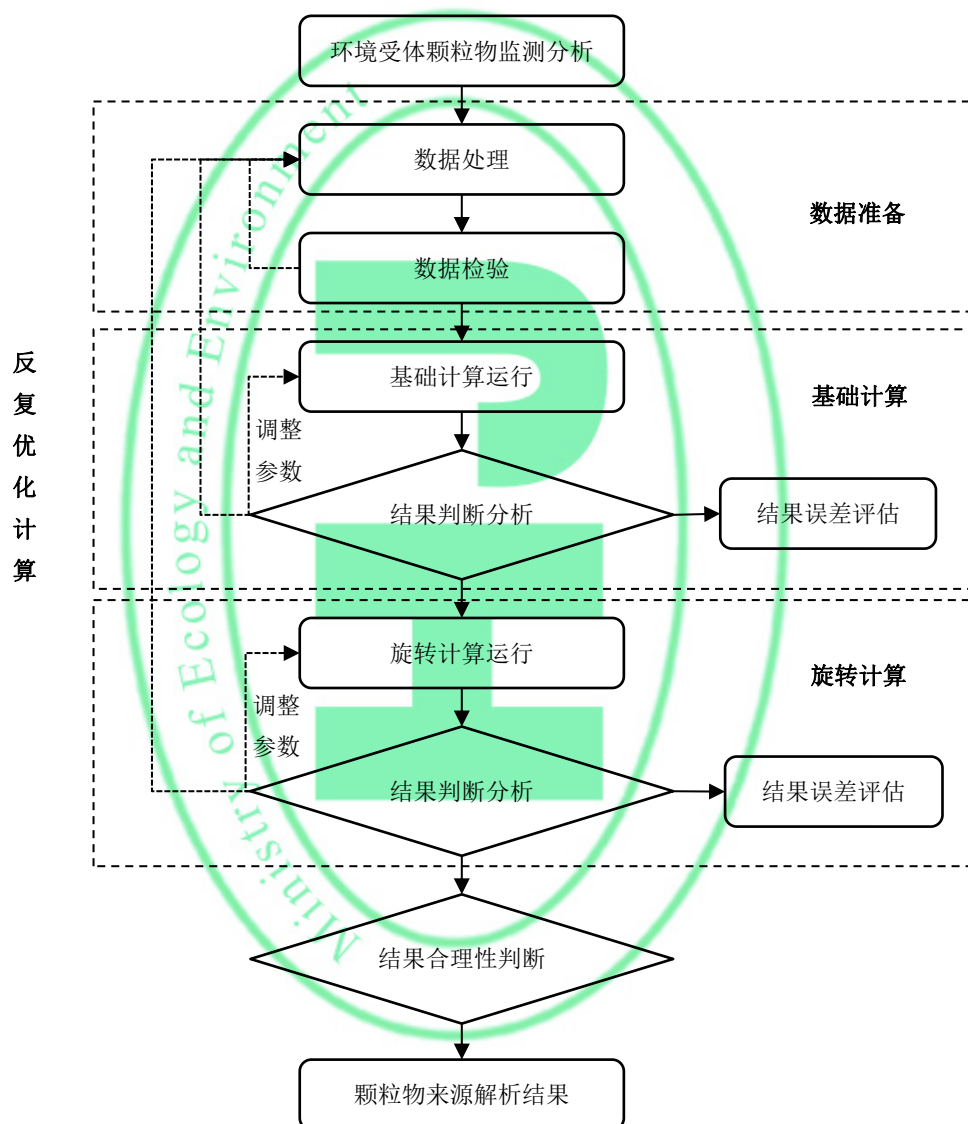 环境受体颗粒物监测分析
数据处理
数据准备
数据检验
反复优化计算
基础计算运行
基础计算
调整
参数
结果判断分析
结果误差评估
旋转计算运行
旋转计算
调整
参数
结果判断分析
结果误差评估
结果合理性判断
颗粒物来源解析结果
Ministry of Ecology and Environment